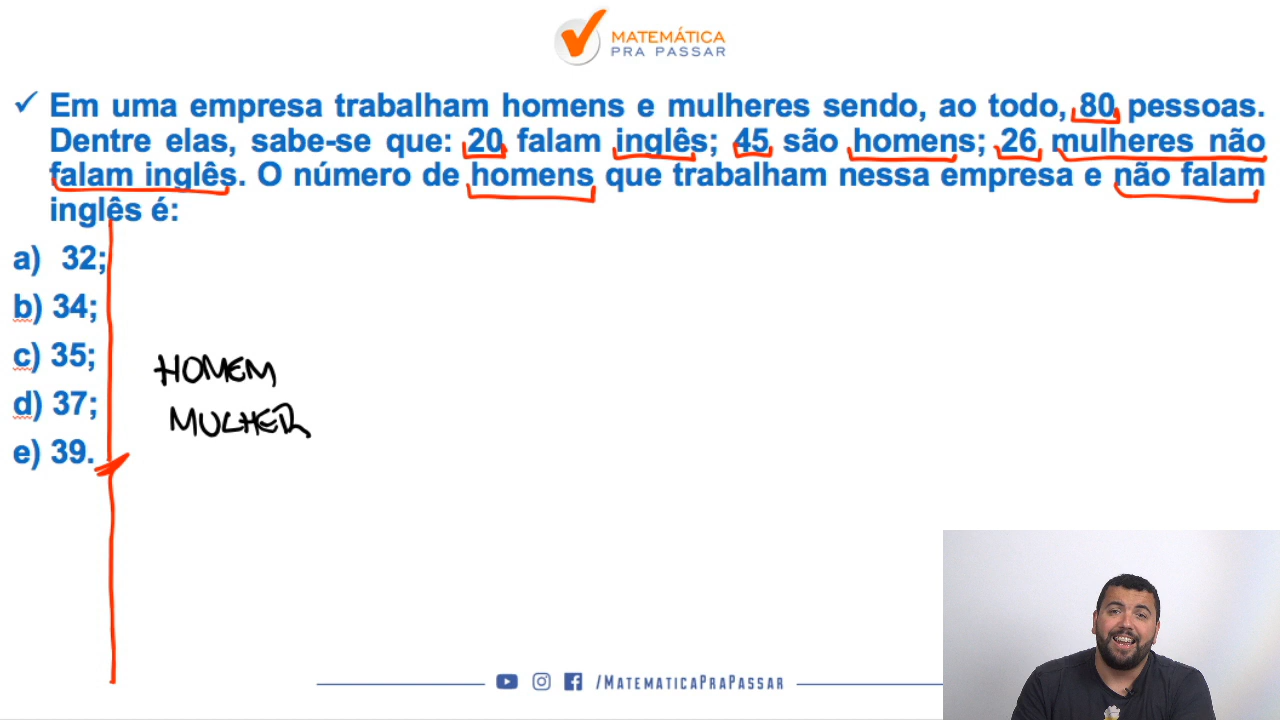 MATEMÁTICA
PRA PASSAR
✓ Em uma empresa trabalham homens e mulheres sendo, ao todo, 80 pessoas.
Dentre elas, sabe-se que: 20 falam inglês; 45 são homens; 26 mulheres não
falam inglês. O número de homens que trabalham nessa empresa e não falam
inglês é:
a) 32;
b) 34;
c) 35;
d) 37;
e) 39.
HOMEM
MULHER
/MATEMATICAPRAPASSAR